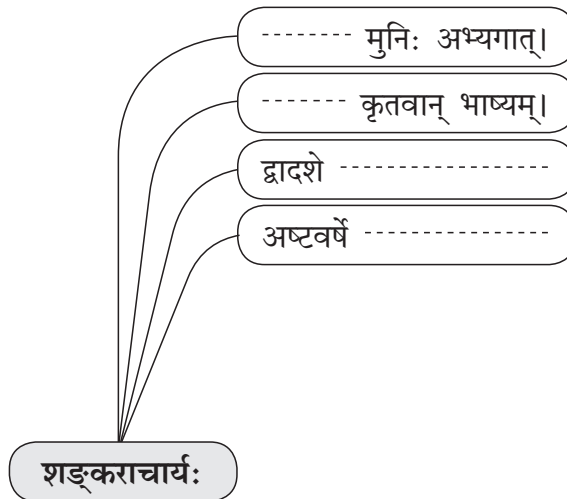 --------- मुनिः अभ्यगात्।
--------- कृतवान् भाष्यम्।
द्वादशे ----------------------
अष्टवर्षे -------------------
शङ्कराचार्यः